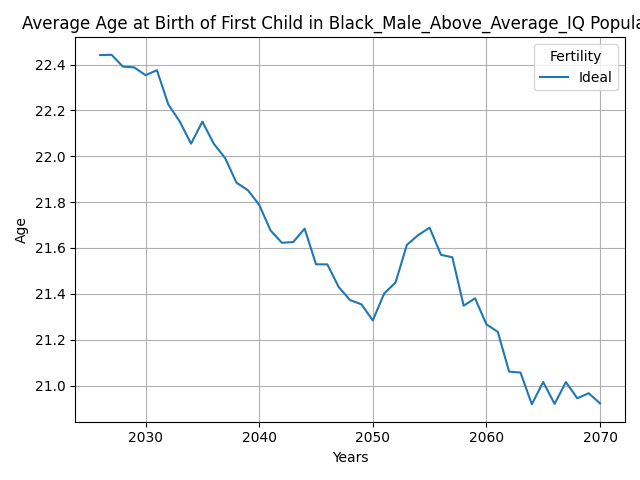 Average Age at Birth of First Child in Black_Male_Above_Average_IQ Popula
Fertility
Ideal
22.4
22.2
22.0
21.8
21.6
21.4
21.2
21.0
Age
2030 2040 2050 2060 2070
Years